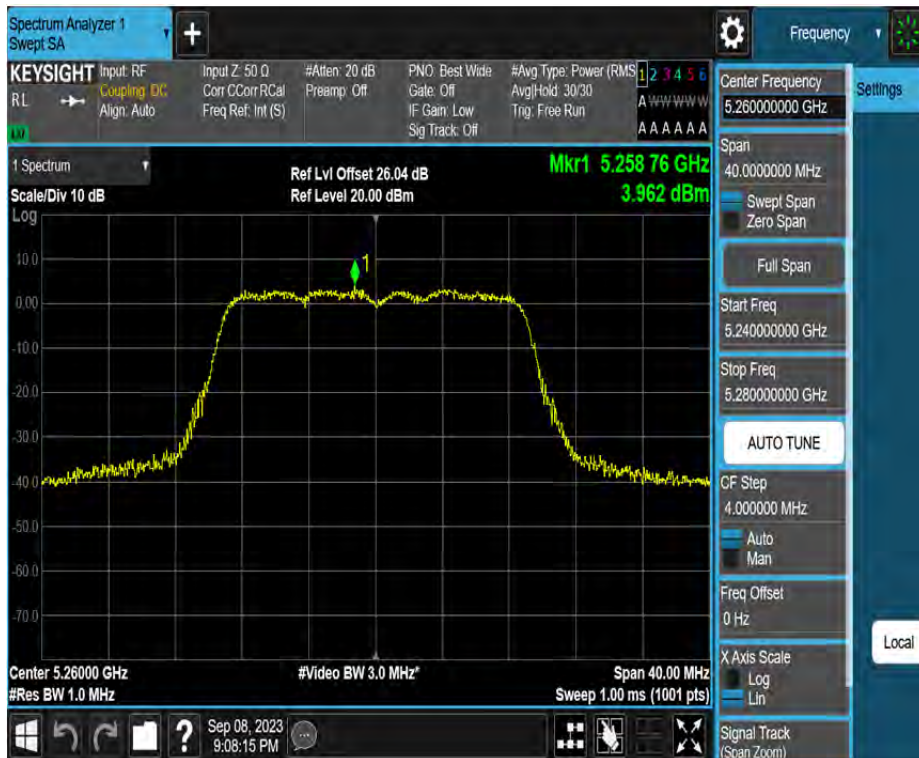 Spectrum Analyzer 1
Swept SA
Frequency
KEYSIGHT
RL
Input: RF
Coupling: DC
Align: Auto
Input Z: 50 Ω
Corr CCorr RCal
Freq Ref: Int (S)
#Atten: 20 dB
Preamp: Off
PNO: Best Wide
Gate: Off
IF Gain: Low
Sig Track: Off
#Avg Type: Power (RMS
Avg|Hold: 30/30
Trig: Free Run
1 2 3 4 5 6
A W W W W W
A A A A A A
1 Spectrum
Scale/Div 10 dB
Ref Lvl Offset 26.04 dB
Ref Level 20.00 dBm
Mkr1 5.258 76 GHz
3.962 dBm
Log
10.0
0.00
-10.0
-20.0
-30.0
-40.0
-50.0
-60.0
-70.0
1
Center 5.26000 GHz
#Res BW 1.0 MHz
#Video BW 3.0 MHz*
Span 40.00 MHz
Sweep 1.00 ms (1001 pts)
Sep 08, 2023
9:08:15 PM
Center Frequency
5.260000000 GHz
Span
40.0000000 MHz
Swept Span
Zero Span
Full Span
Start Freq
5.240000000 GHz
Stop Freq
5.280000000 GHz
AUTO TUNE
CF Step
4.000000 MHz
Auto
Man
Freq Offset
0 Hz
X Axis Scale
Log
Lin
Signal Track
(Span Zoom)
Settings
Local